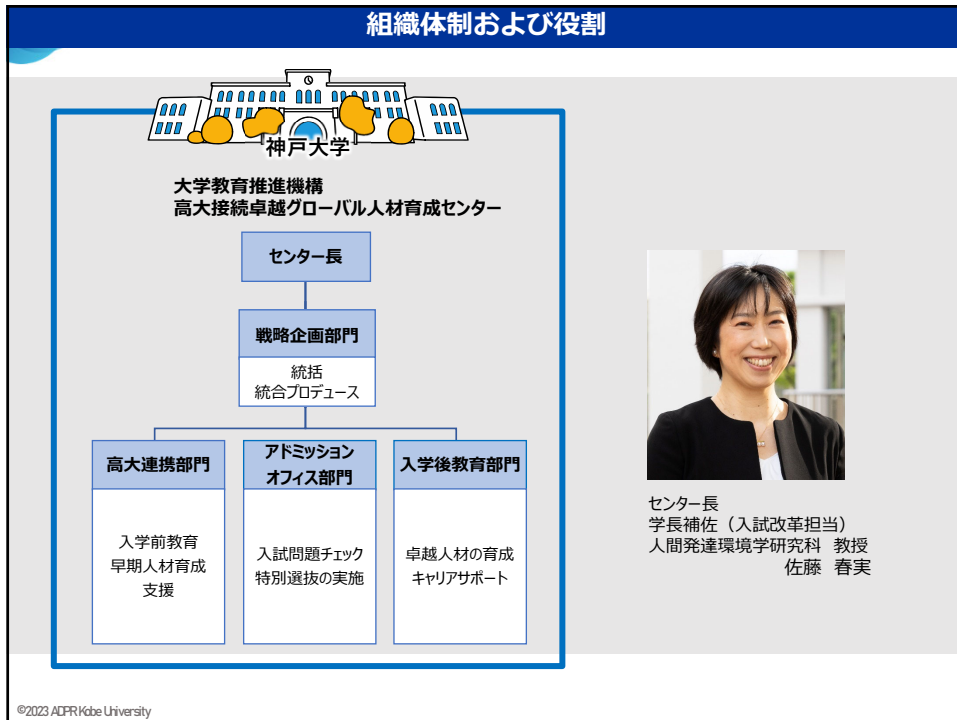 組織体制および役割
神戸大学
大学教育推進機構
高大接続卓越グローバル人材育成センター
センター長
戦略企画部門
統括
統合プロデュース
高大連携部門
入学前教育
早期人材育成
支援
アドミッション
オフィス部門
入試問題チェック
特別選抜の実施
入学後教育部門
卓越人材の育成
キャリアサポート
センター長
学長補佐（入試改革担当）
人間発達環境学研究科　教授
佐藤　春実
©2023 ADPR Kobe University